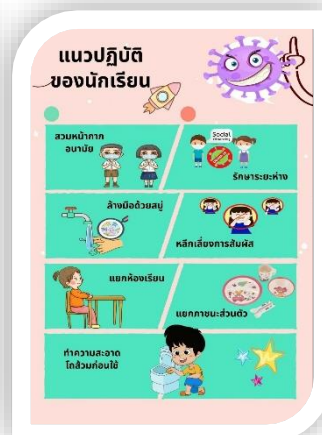 แนวปฏิบัติ
ของนักเรียน
สวมหน้ากาก
อนามัย
Social
รักษาระยะห่าง
ล้างมือด้วยสบู่
หลีกเลี่ยงการสัมผัส
แยกห้องเรียน
แยกภาชนะส่วนตัว
ทำความสะอาด
โถส้วมก่อนใช้